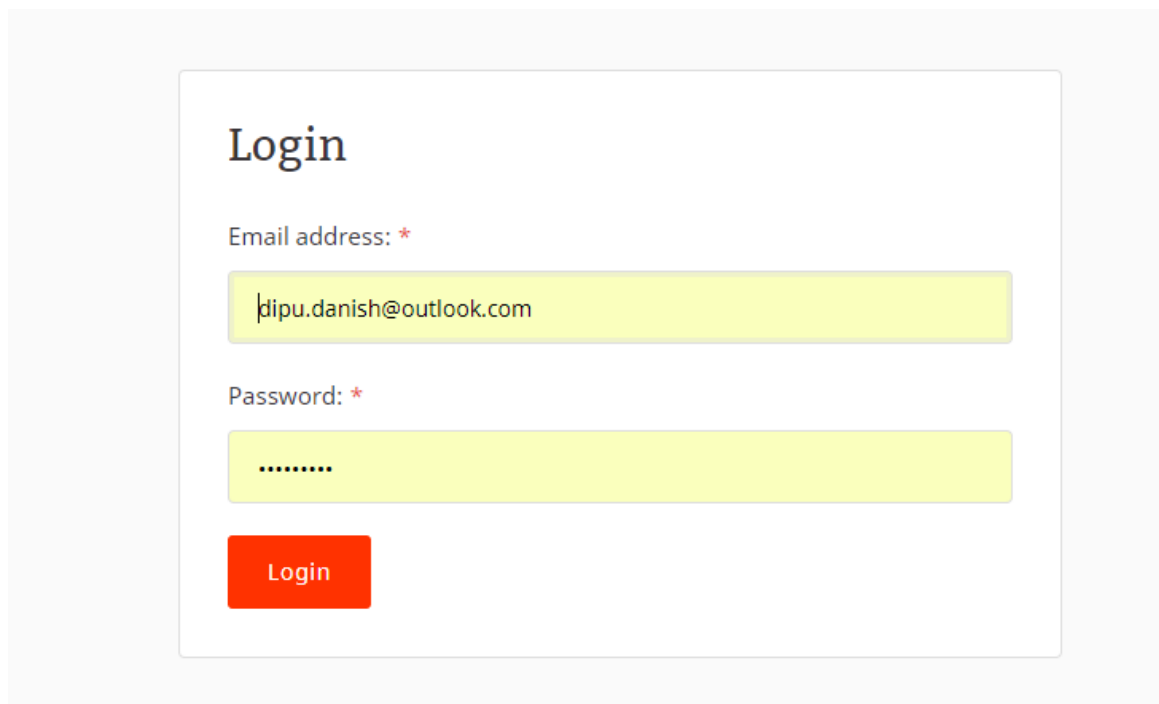 Login
Email address: *
dipu.danish@outlook.com
Password: *
•••••••••
Login